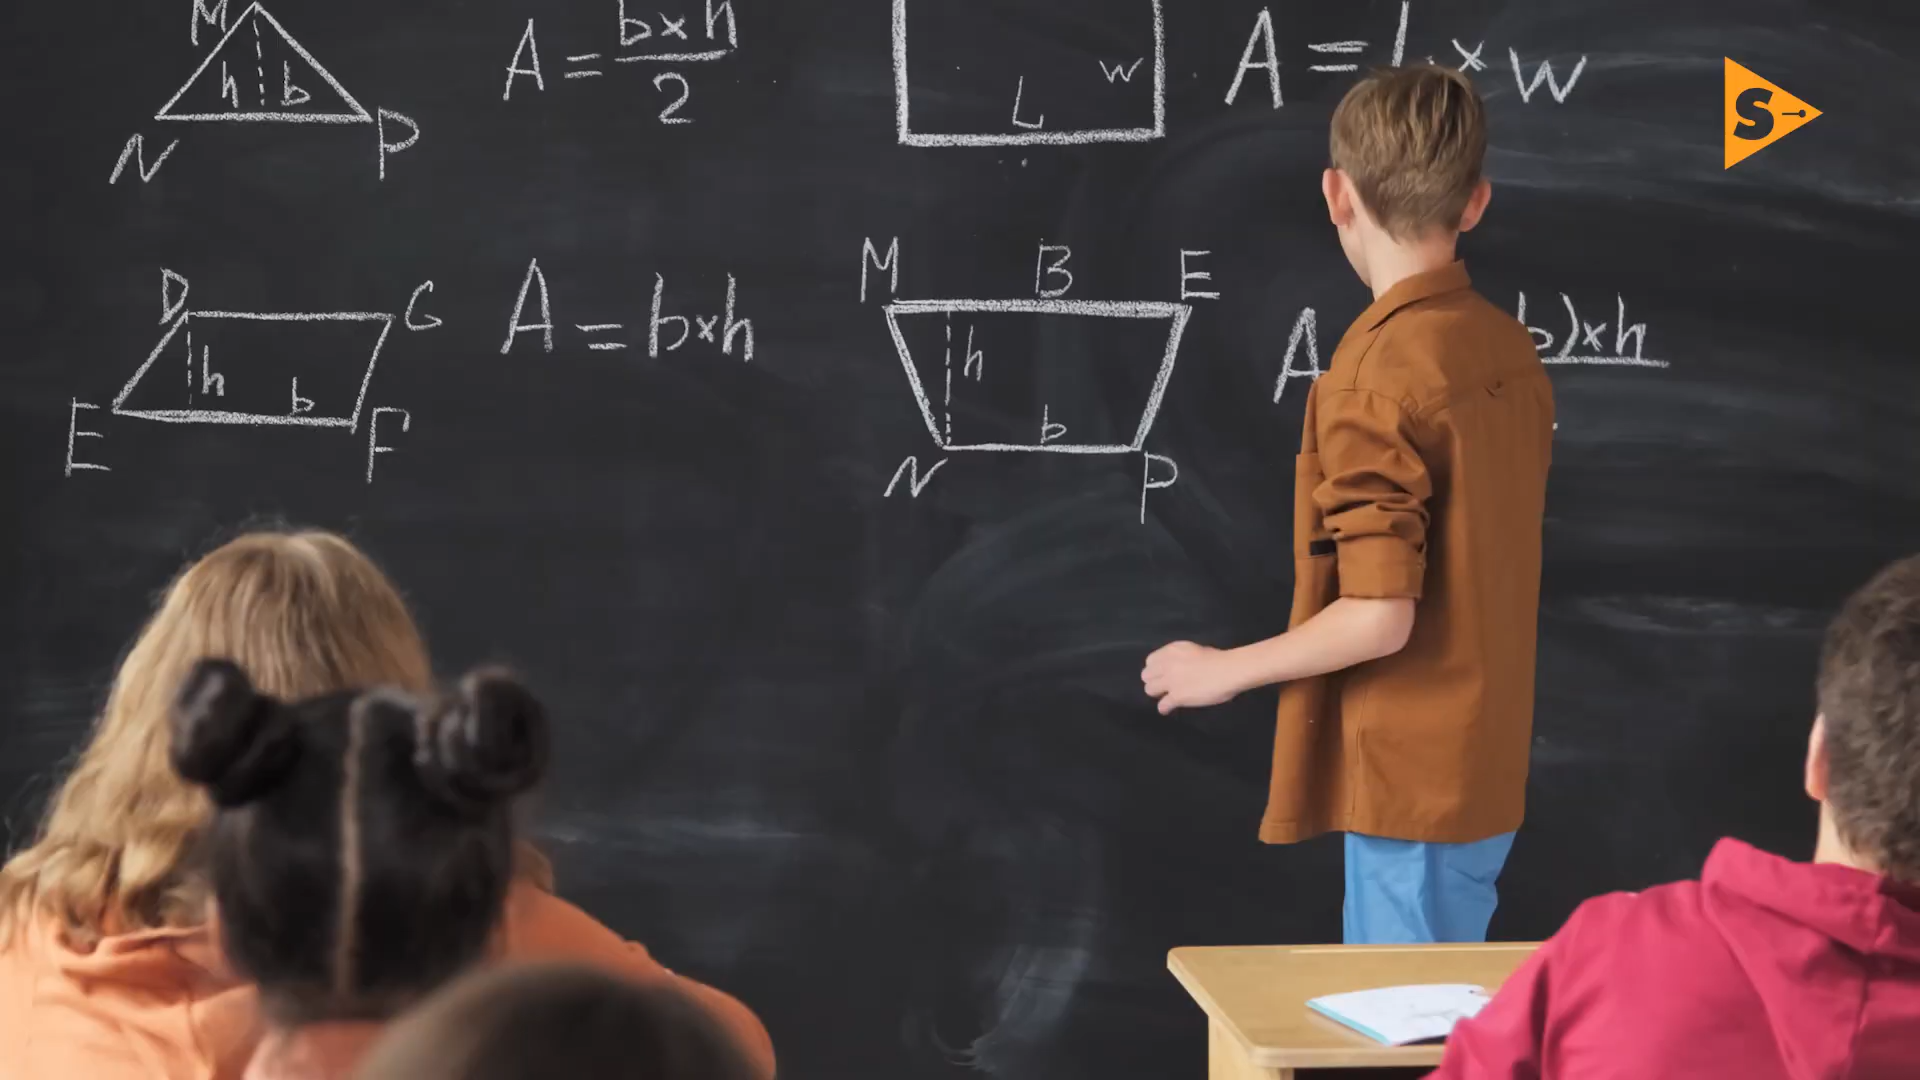 M
h b
N P
A = b×h / 2
L w
A = L × w
D G
h b
E F
A = b×h
M B E
h
b
N P
A b)×h
S